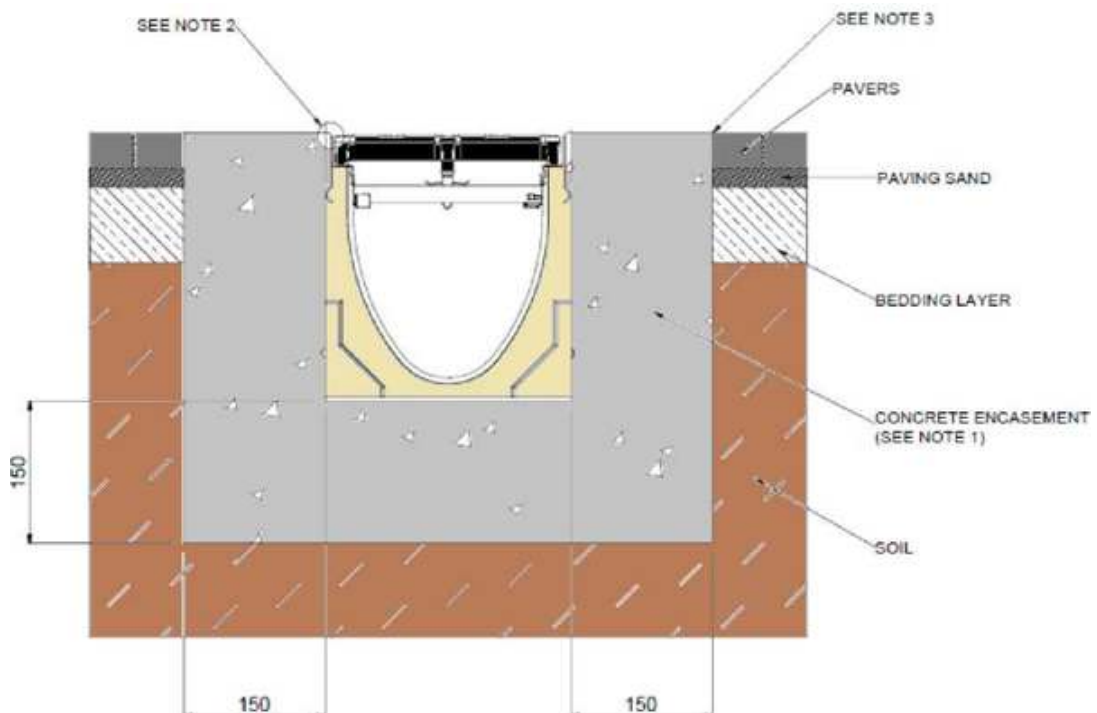 SEE NOTE 2
SEE NOTE 3
PAVERS
PAVING SAND
BEDDING LAYER
CONCRETE ENCASEMENT
(SEE NOTE 1)
150
SOIL
150
150